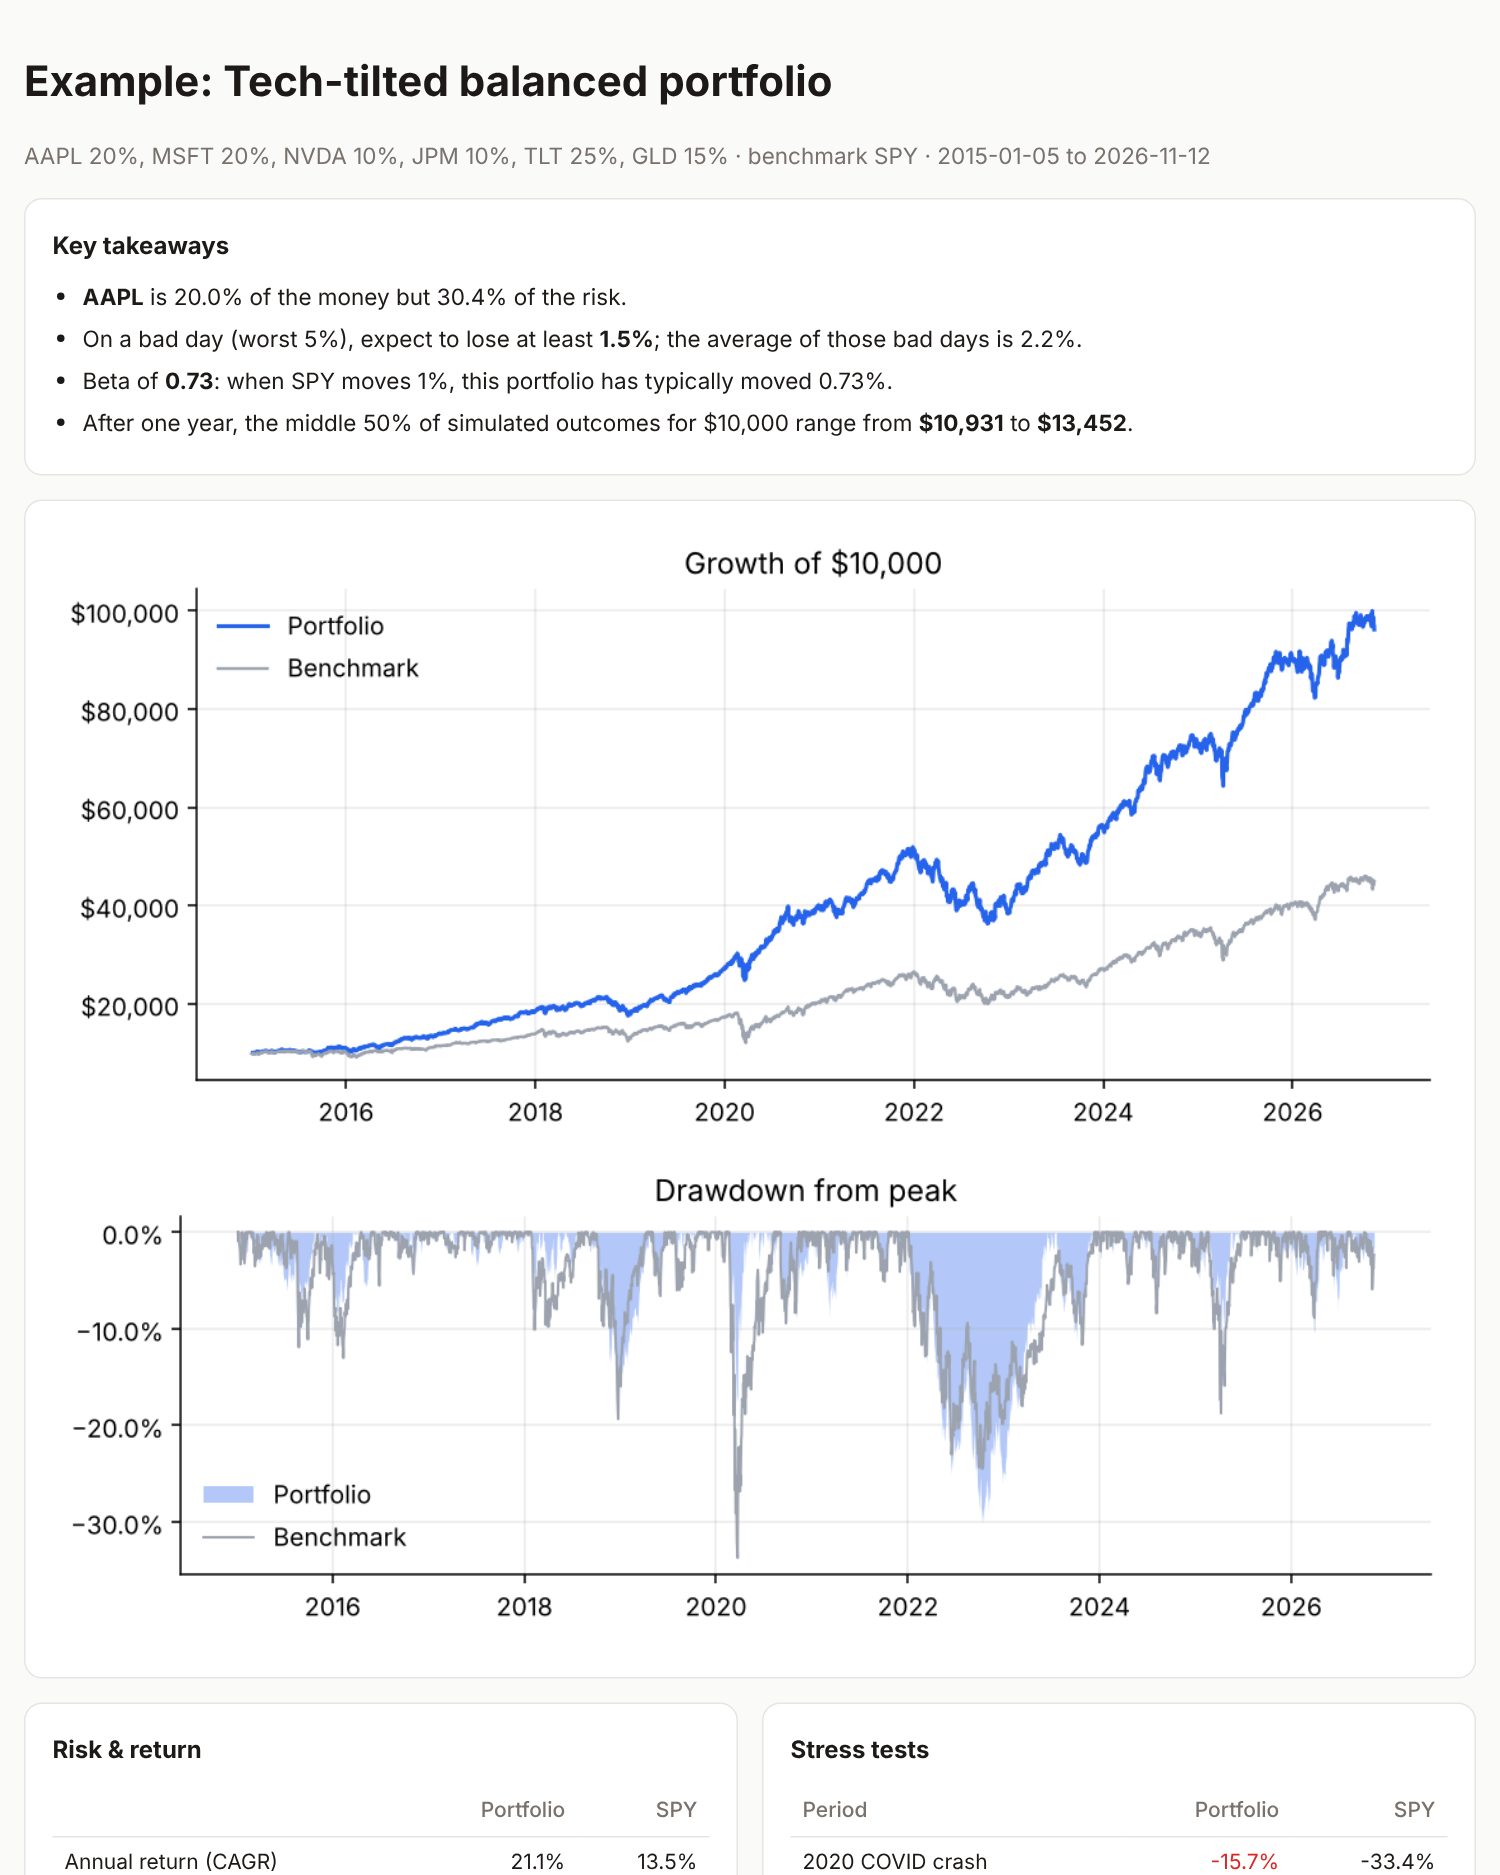 Example: Tech-tilted balanced portfolio
AAPL 20%, MSFT 20%, NVDA 10%, JPM 10%, TLT 25%, GLD 15% · benchmark SPY · 2015-01-05 to 2026-11-12
Key takeaways
• AAPL is 20.0% of the money but 30.4% of the risk.
• On a bad day (worst 5%), expect to lose at least 1.5%; the average of those bad days is 2.2%.
• Beta of 0.73: when SPY moves 1%, this portfolio has typically moved 0.73%.
• After one year, the middle 50% of simulated outcomes for $10,000 range from $10,931 to $13,452.
Growth of $10,000
$100,000
$80,000
$60,000
$40,000
$20,000
Portfolio
Benchmark
2016 2018 2020 2022 2024 2026
Drawdown from peak
0.0%
−10.0%
−20.0%
−30.0%
Portfolio
Benchmark
2016 2018 2020 2022 2024 2026
Risk & return
Portfolio SPY
Annual return (CAGR) 21.1% 13.5%
Stress tests
Period Portfolio SPY
2020 COVID crash -15.7% -33.4%